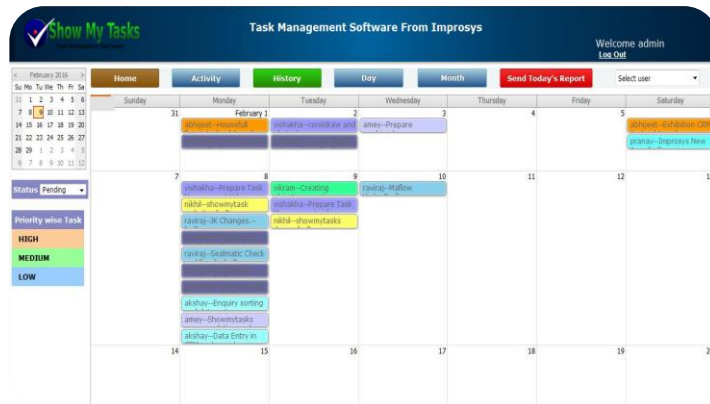 Show My Tasks
Task Management Software From Improsys
Welcome admin
Log Out
< February 2016 >
Su Mo Tu We Th Fr Sa
31 1 2 3 4 5 6
7 8 9 10 11 12 13
14 15 16 17 18 19 20
21 22 23 24 25 26 27
28 29 1 2 3 4 5
6 7 8 9 10 11 12
Home Activity History Day Month Send Today's Report Select user
Sunday Monday Tuesday Wednesday Thursday Friday Saturday
31 February 1 2 3 4 5
abhijeet--Housefull vishakha--coreldraw and amey--Prepare abhijeet--Exhibition CRM
pranav--Improsys New
7 8 9 10 11 12 1
Status Pending
vishakha--Prepare Task vikram--Creating raviraj--Maflow
nikhil--showmytask vishakha--Prepare Task
Priority wise Task
raviraj--JK Changes.-- nikhil--showmytasks
HIGH
MEDIUM
raviraj--Sealmatic Check
LOW
akshay--Enquiry sorting
amey--Showmytasks
akshay--Data Entry in
14 15 16 17 18 19 2